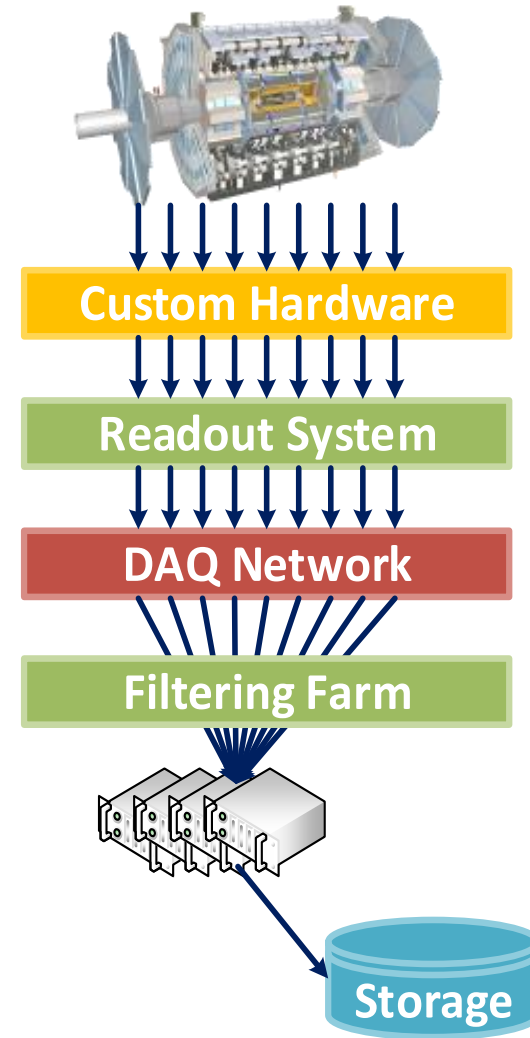 Custom Hardware
Readout System
DAQ Network
Filtering Farm
Storage